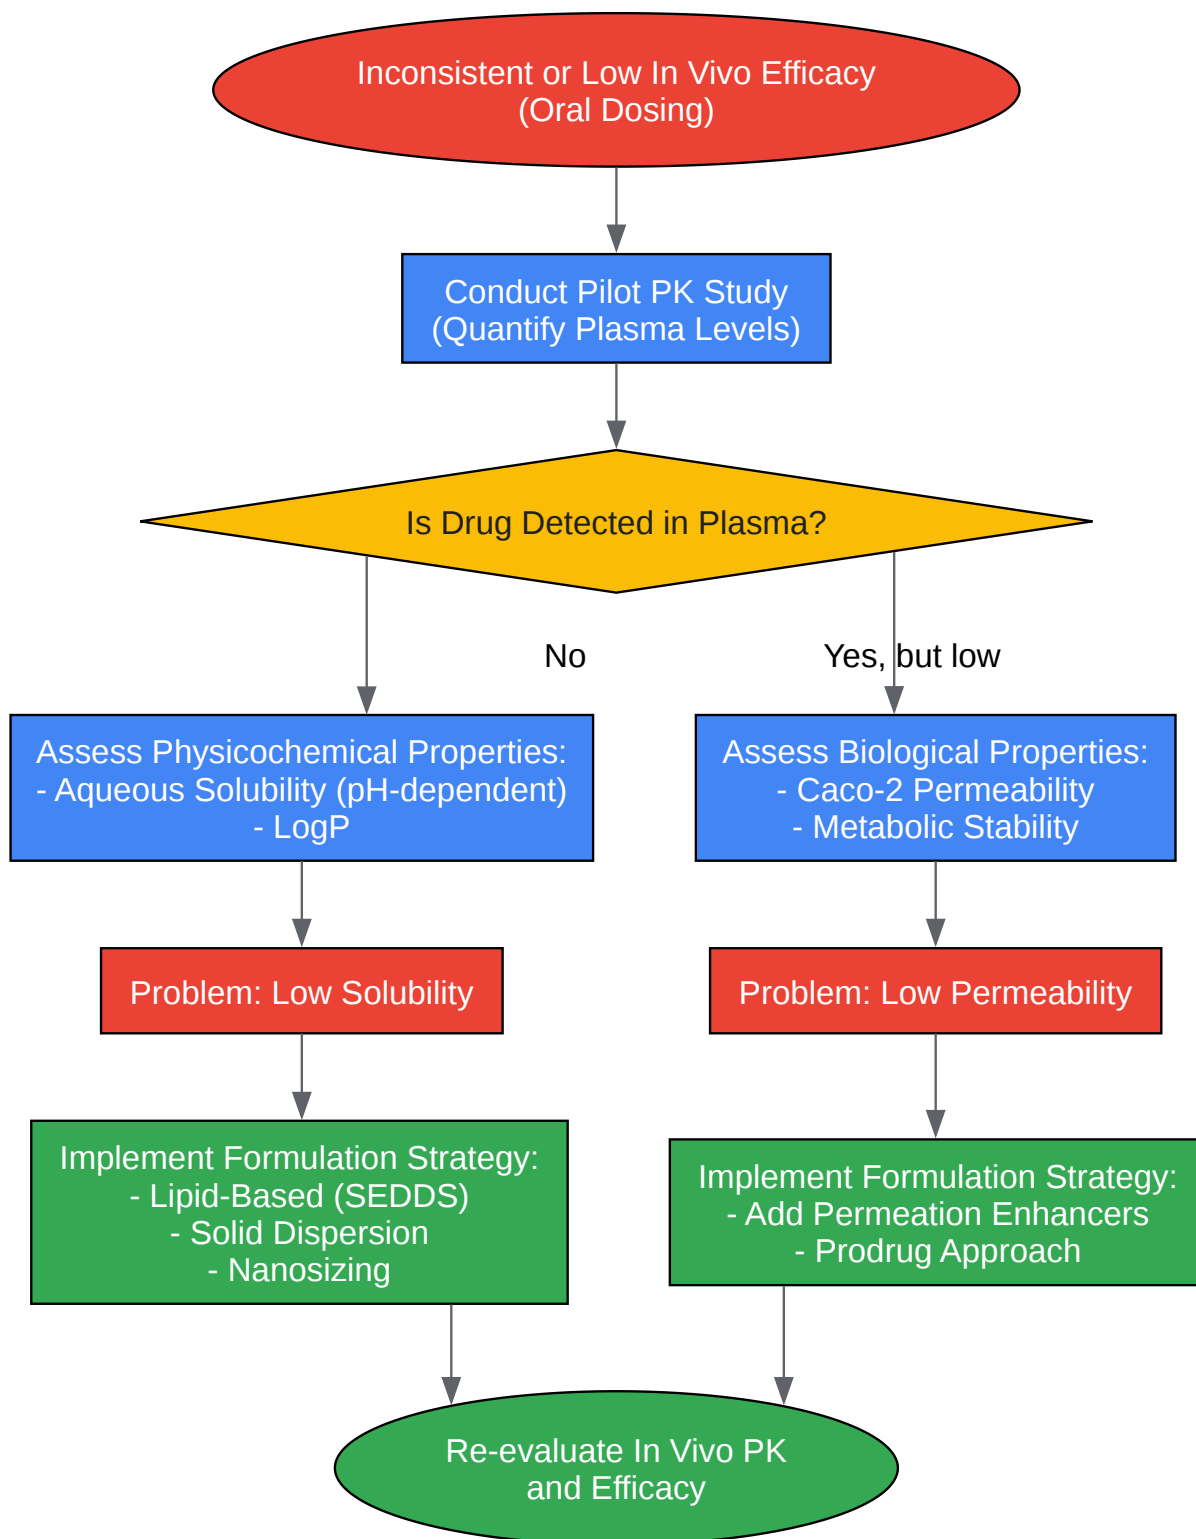 Inconsistent or Low In Vivo Efficacy
(Oral Dosing)
Conduct Pilot PK Study
(Quantify Plasma Levels)
Is Drug Detected in Plasma?
No
Yes, but low
Assess Physicochemical Properties:
- Aqueous Solubility (pH-dependent)
- LogP
Assess Biological Properties:
- Caco-2 Permeability
- Metabolic Stability
Problem: Low Solubility
Problem: Low Permeability
Implement Formulation Strategy:
- Lipid-Based (SEDDS)
- Solid Dispersion
- Nanosizing
Implement Formulation Strategy:
- Add Permeation Enhancers
- Prodrug Approach
Re-evaluate In Vivo PK
and Efficacy